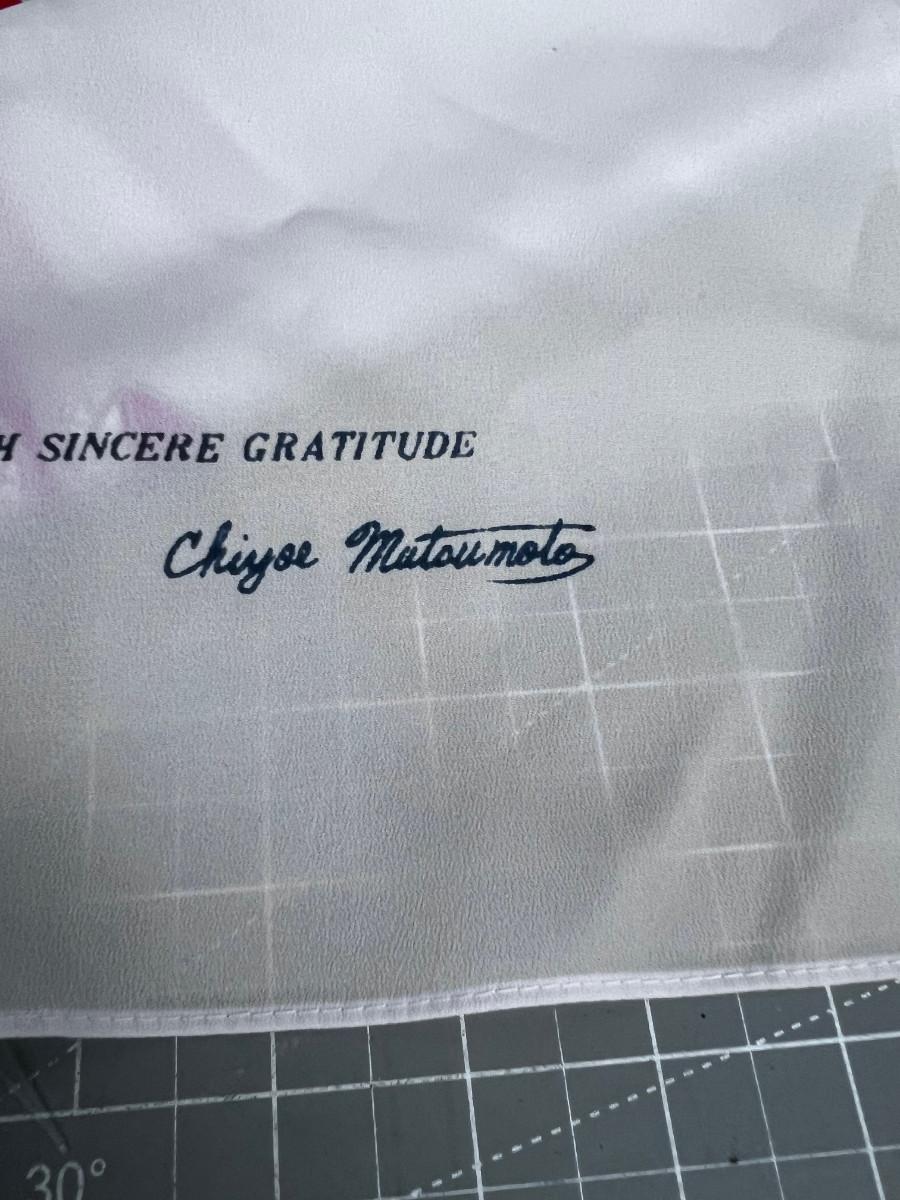 H SINCERE GRATITUDE
Chiyoe Matsumoto
30°